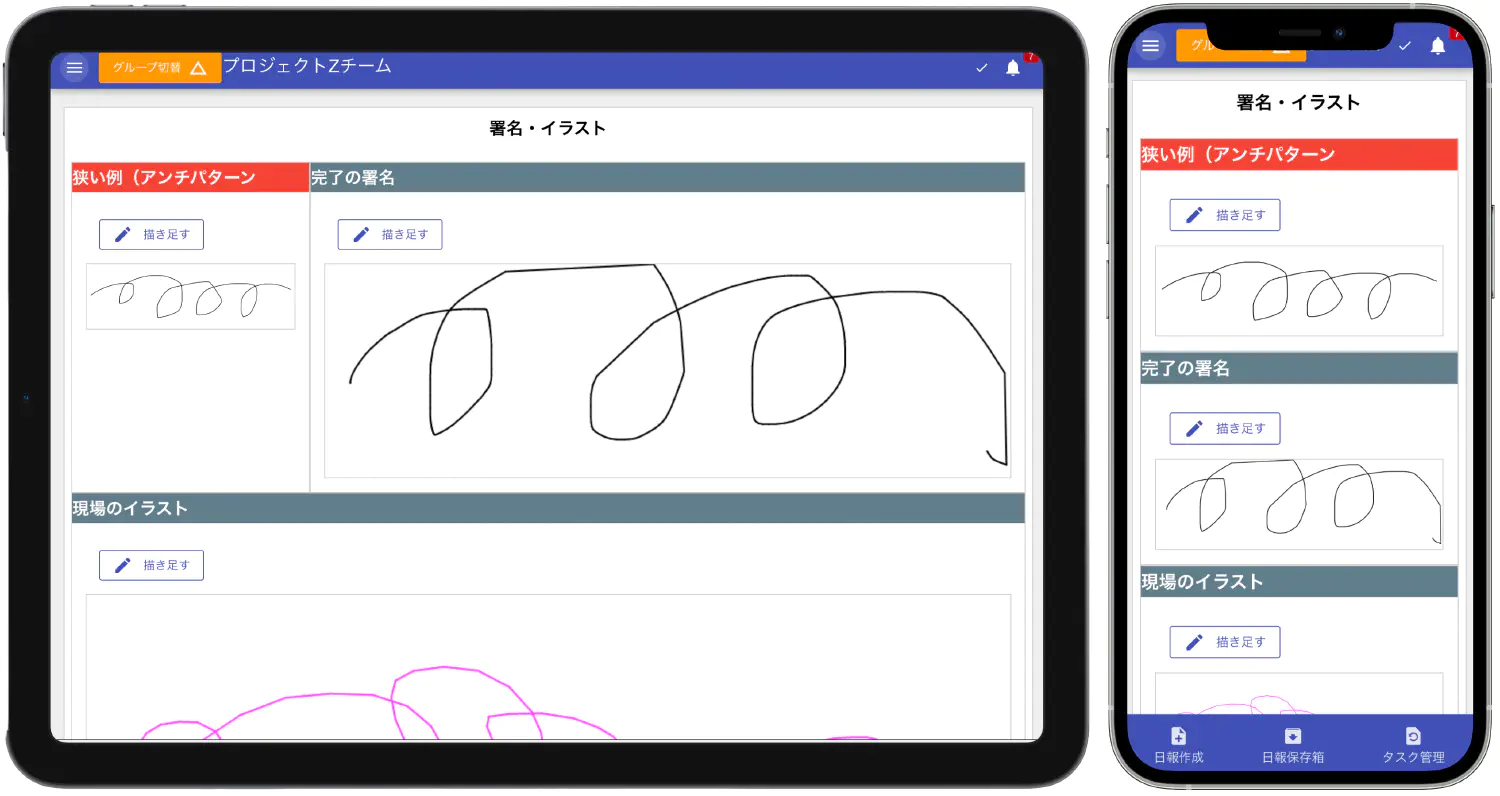 グループ切替 プロジェクトZチーム 7
署名・イラスト
狭い例（アンチパターン 完了の署名
描き足す 描き足す
現場のイラスト
描き足す
グル
署名・イラスト
狭い例（アンチパターン
描き足す
完了の署名
描き足す
現場のイラスト
描き足す
日報作成 日報保存箱 タスク管理